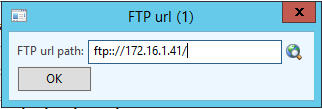 FTP url (1)
x
FTP url path: ftp://172.16.1.41/
OK